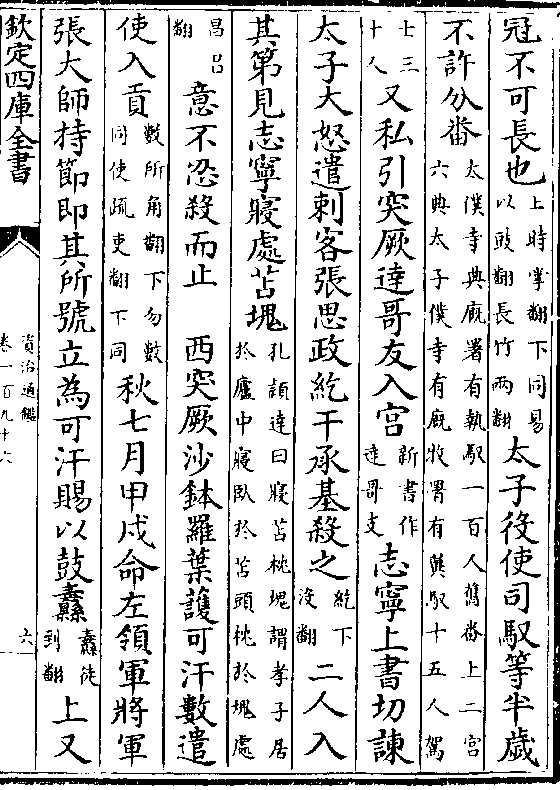 冠不可長也上時掌翻下同易以豉翻長竹兩翻太子役使司馭等半歲
不許分番太僕寺典廐署有執馭一百人舊番上二宫六典太子僕寺有廐牧署有典馭十五人駕
士三十人又私引突厥逹哥友入宫新書作逹哥支志寧上書切諫
太子大怒遣刺客張思政紇干承基殺之紇下没翻二人入
其第見志寧寢處苫塊孔頴逹曰寢苫枕塊謂孝子居於廬中寢臥於苫頭枕於塊處
昌吕翻意不忍殺而止 西突厥沙鉢羅葉護可汗數遣
使入貢數所角翻下勿數同使疏吏翻下同秋七月甲戌命左領軍將軍
張大師持節即其所號立為可汗賜以鼓纛纛徒到翻上又
欽定四庫全書
資治通鑑
卷一百九十六
六